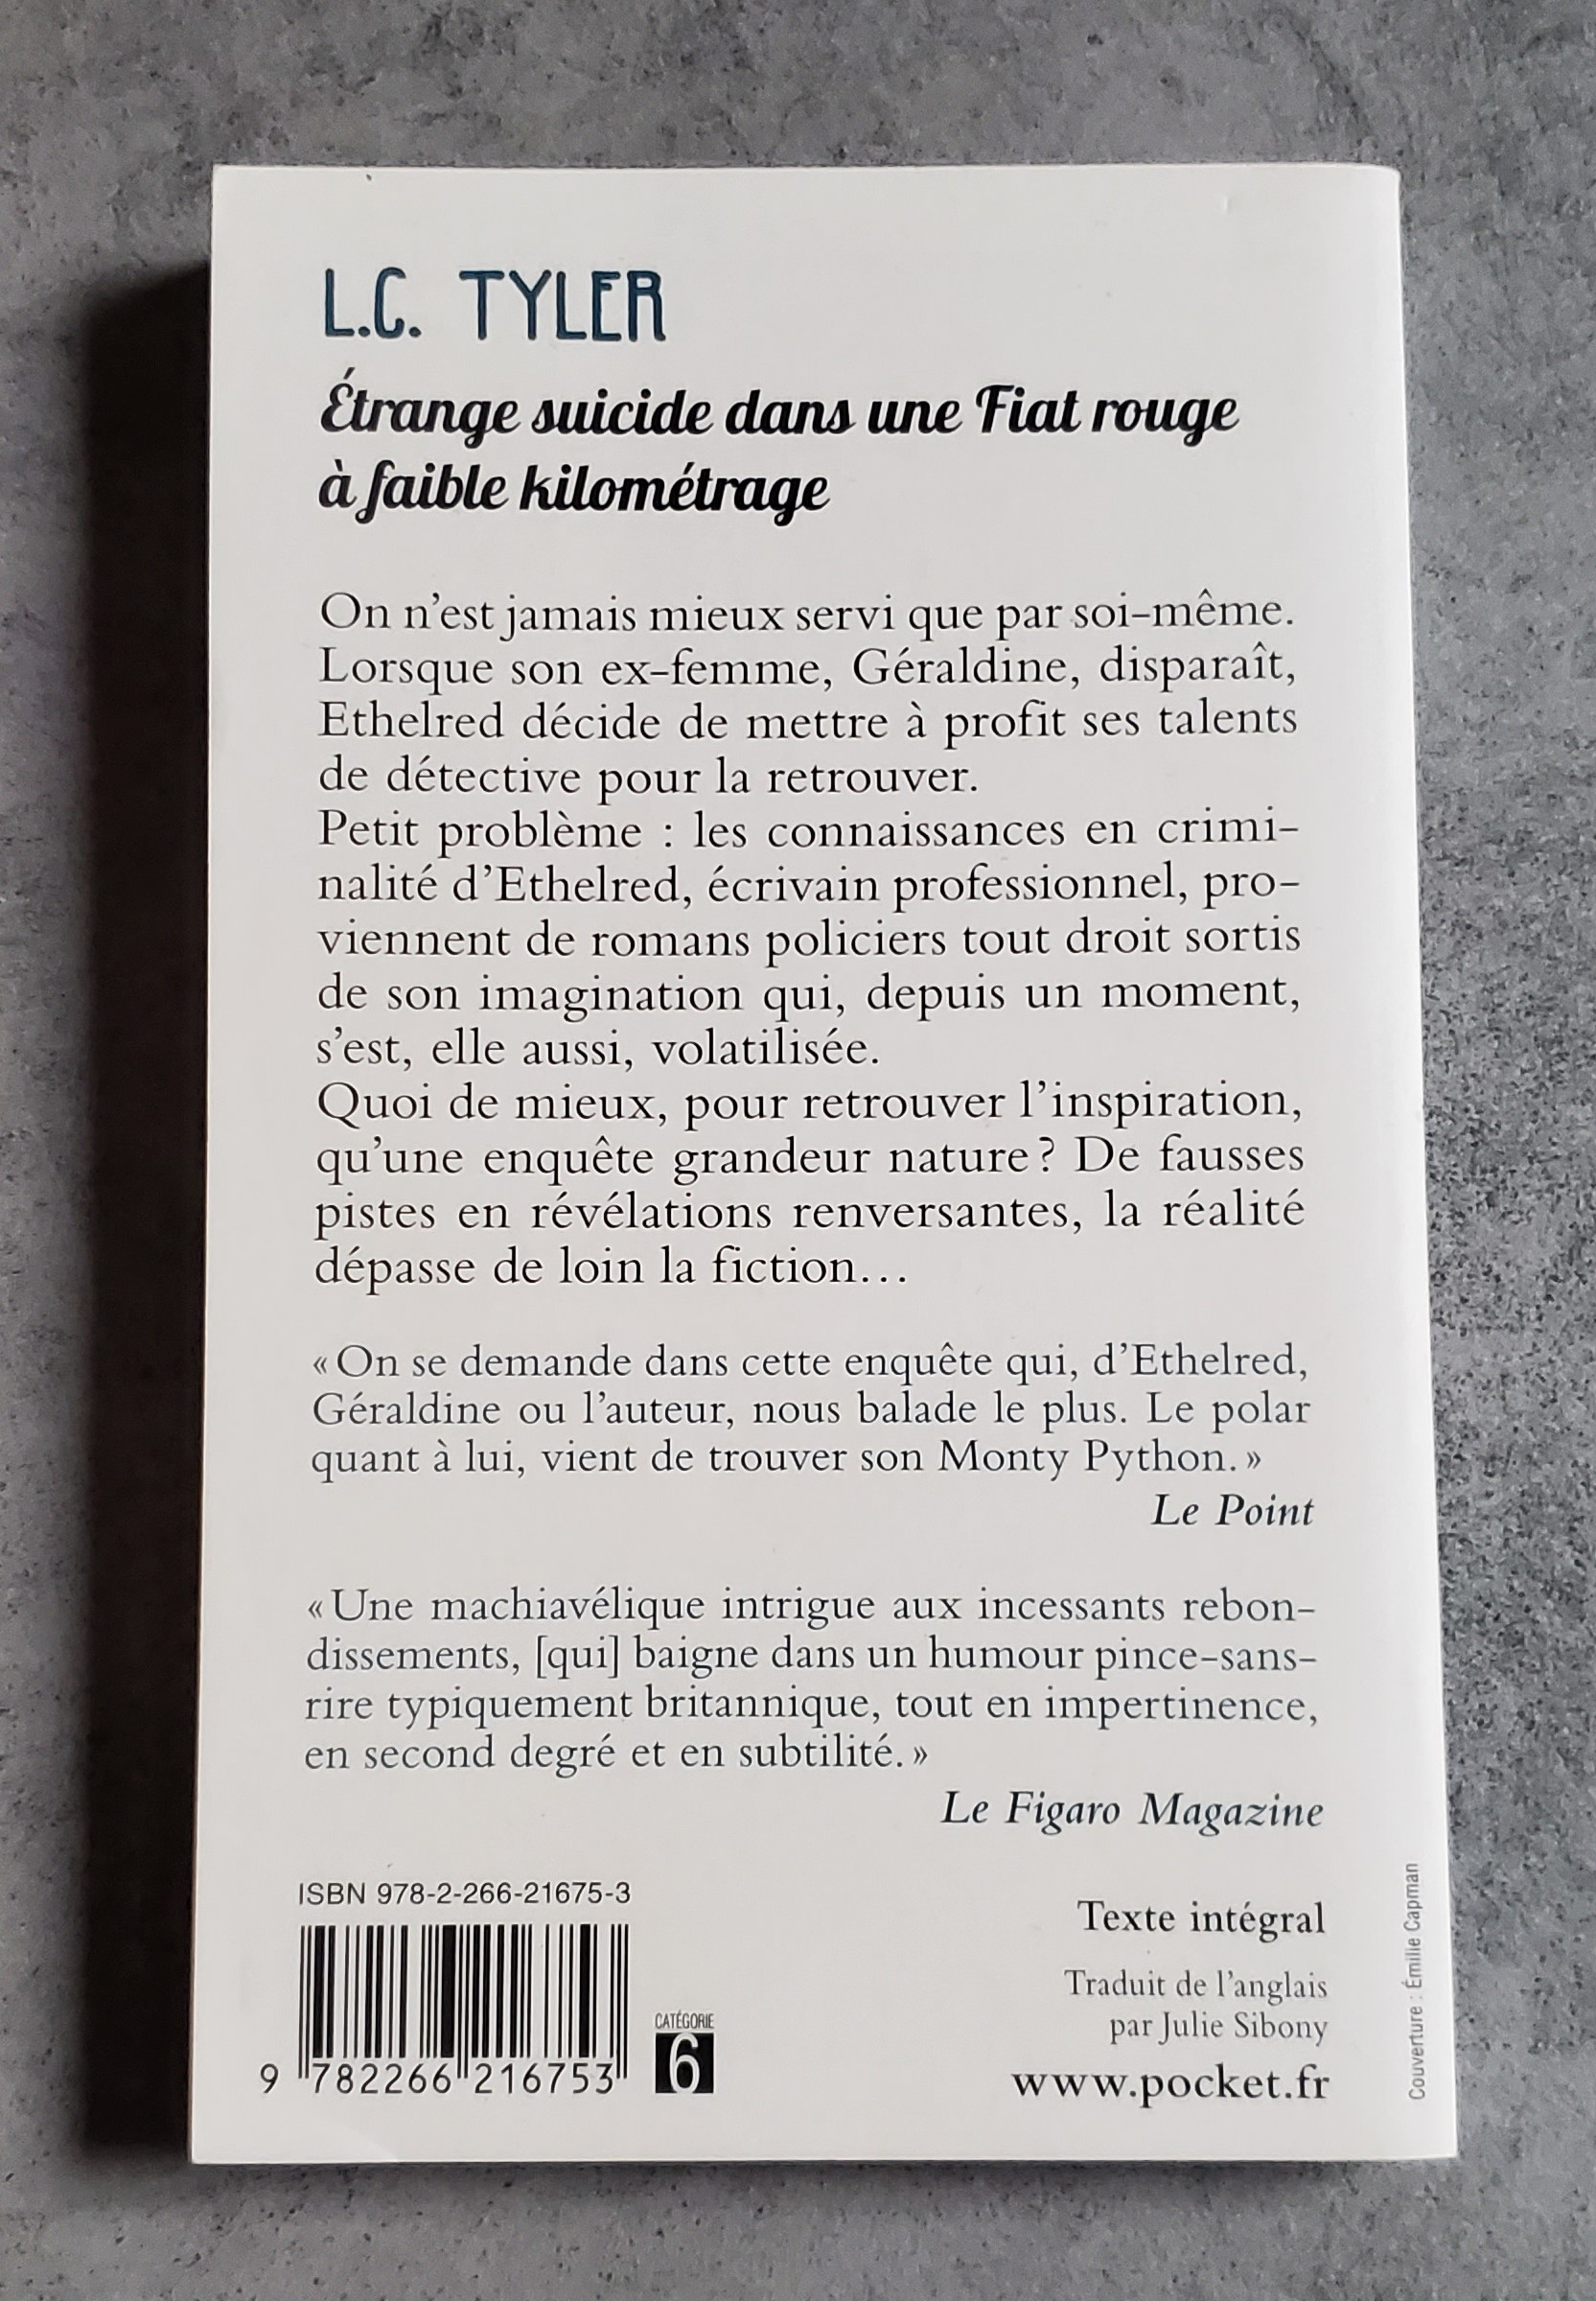 L.C. TYLER
Étrange suicide dans une Fiat rouge
à faible kilométrage
On n'est jamais mieux servi que par soi-même.
Lorsque son ex-femme, Géraldine, disparaît,
Ethelred décide de mettre à profit ses talents
de détective pour la retrouver.
Petit problème : les connaissances en crimi-
nalité d'Ethelred, écrivain professionnel, pro-
viennent de romans policiers tout droit sortis
de son imagination qui, depuis un moment,
s'est, elle aussi, volatilisée.
Quoi de mieux, pour retrouver l'inspiration,
qu'une enquête grandeur nature ? De fausses
pistes en révélations renversantes, la réalité
dépasse de loin la fiction...
« On se demande dans cette enquête qui, d'Ethelred,
Géraldine ou l'auteur, nous balade le plus. Le polar
quant à lui, vient de trouver son Monty Python. »
Le Point
« Une machiavélique intrigue aux incessants rebon-
dissements, [qui] baigne dans un humour pince-sans-
rire typiquement britannique, tout en impertinence,
en second degré et en subtilité. »
Le Figaro Magazine
ISBN 978-2-266-21675-3
9 782266 216753
CATÉGORIE
6
Texte intégral
Traduit de l'anglais
par Julie Sibony
www.pocket.fr
Couverture : Émilie Capman